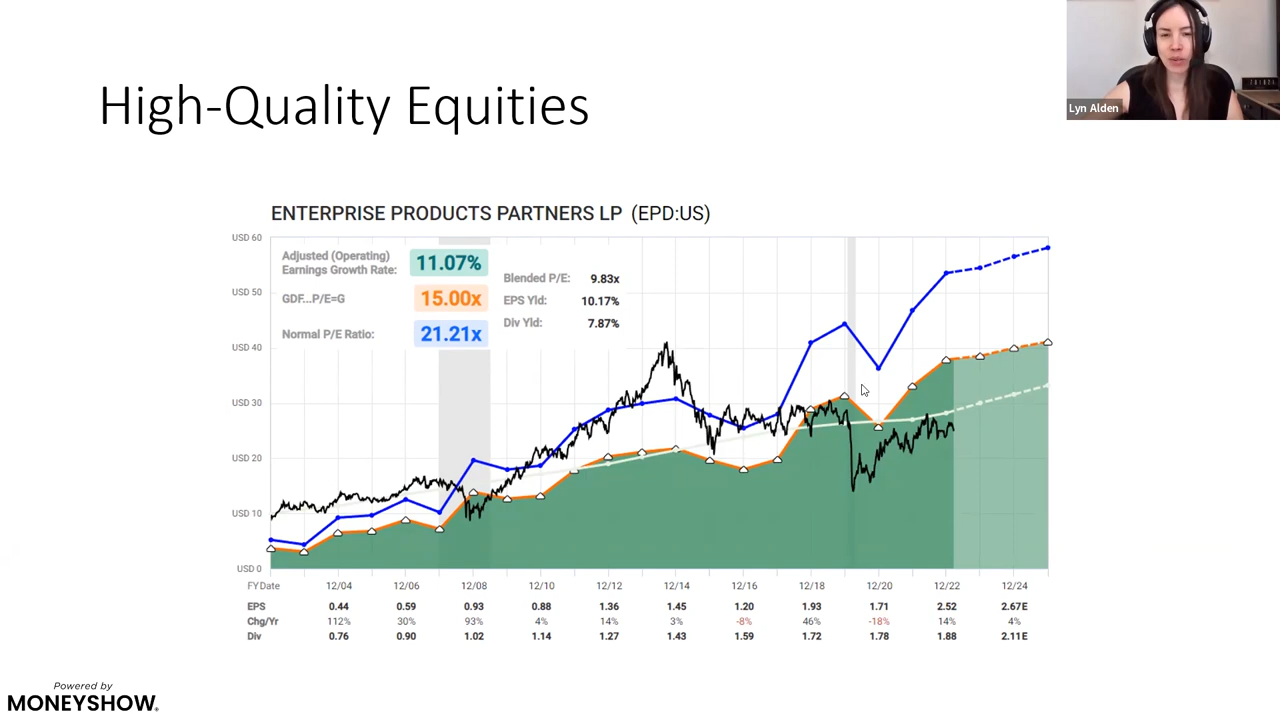 High-Quality Equities
Lyn Alden
ENTERPRISE PRODUCTS PARTNERS LP (EPD:US)
USD 60
USD 50
USD 40
USD 30
USD 20
USD 10
USD 0
Adjusted (Operating)
Earnings Growth Rate: 11.07%
GDF...P/E=G 15.00x
Normal P/E Ratio: 21.21x
Blended P/E: 9.83x
EPS Yld: 10.17%
Div Yld: 7.87%
FY Date 12/04 12/06 12/08 12/10 12/12 12/14 12/16 12/18 12/20 12/22 12/24
EPS 0.44 0.59 0.93 0.88 1.36 1.45 1.20 1.93 1.71 2.52 2.67E
Chg/Yr 112% 30% 93% 4% 14% 3% -8% 46% -18% 14% 4%
Div 0.76 0.90 1.02 1.14 1.27 1.43 1.59 1.72 1.78 1.88 2.11E
Powered by
MONEYSHOW.